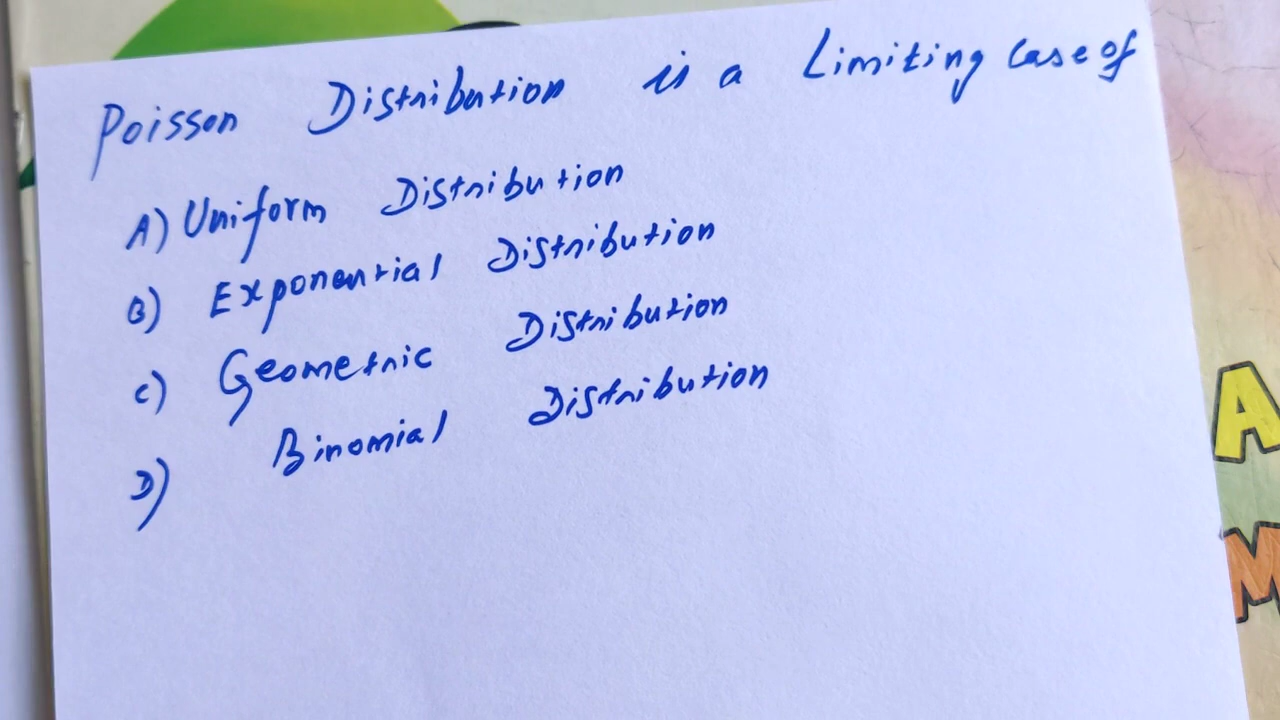 Poisson Distribution is a Limiting Case of
A) Uniform Distribution
B) Exponential Distribution
C) Geometric Distribution
D) Binomial Distribution
A
M